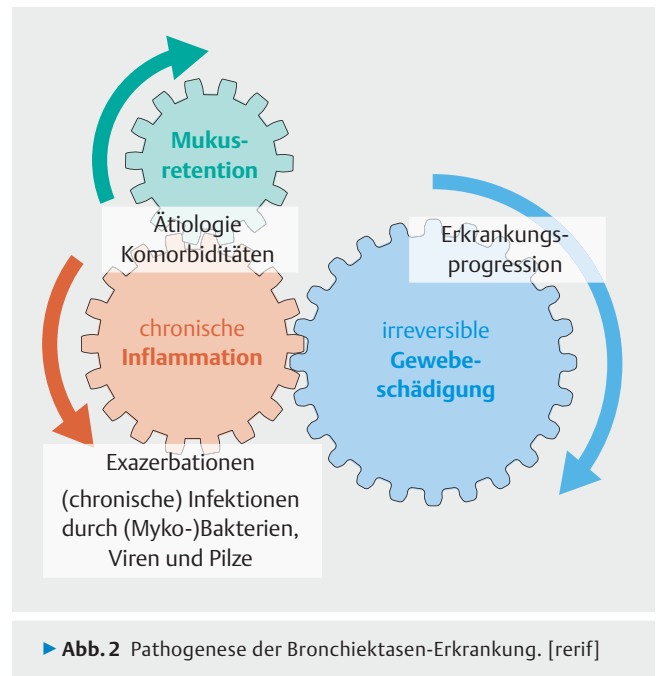 Mukus-
retention
Ätiologie
Komorbiditäten
Erkrankungs-
progression
chronische
Inflammation
irreversible
Gewebe-
schädigung
Exazerbationen
(chronische) Infektionen
durch (Myko-)Bakterien,
Viren und Pilze
▶ Abb. 2 Pathogenese der Bronchiektasen-Erkrankung. [rerif]